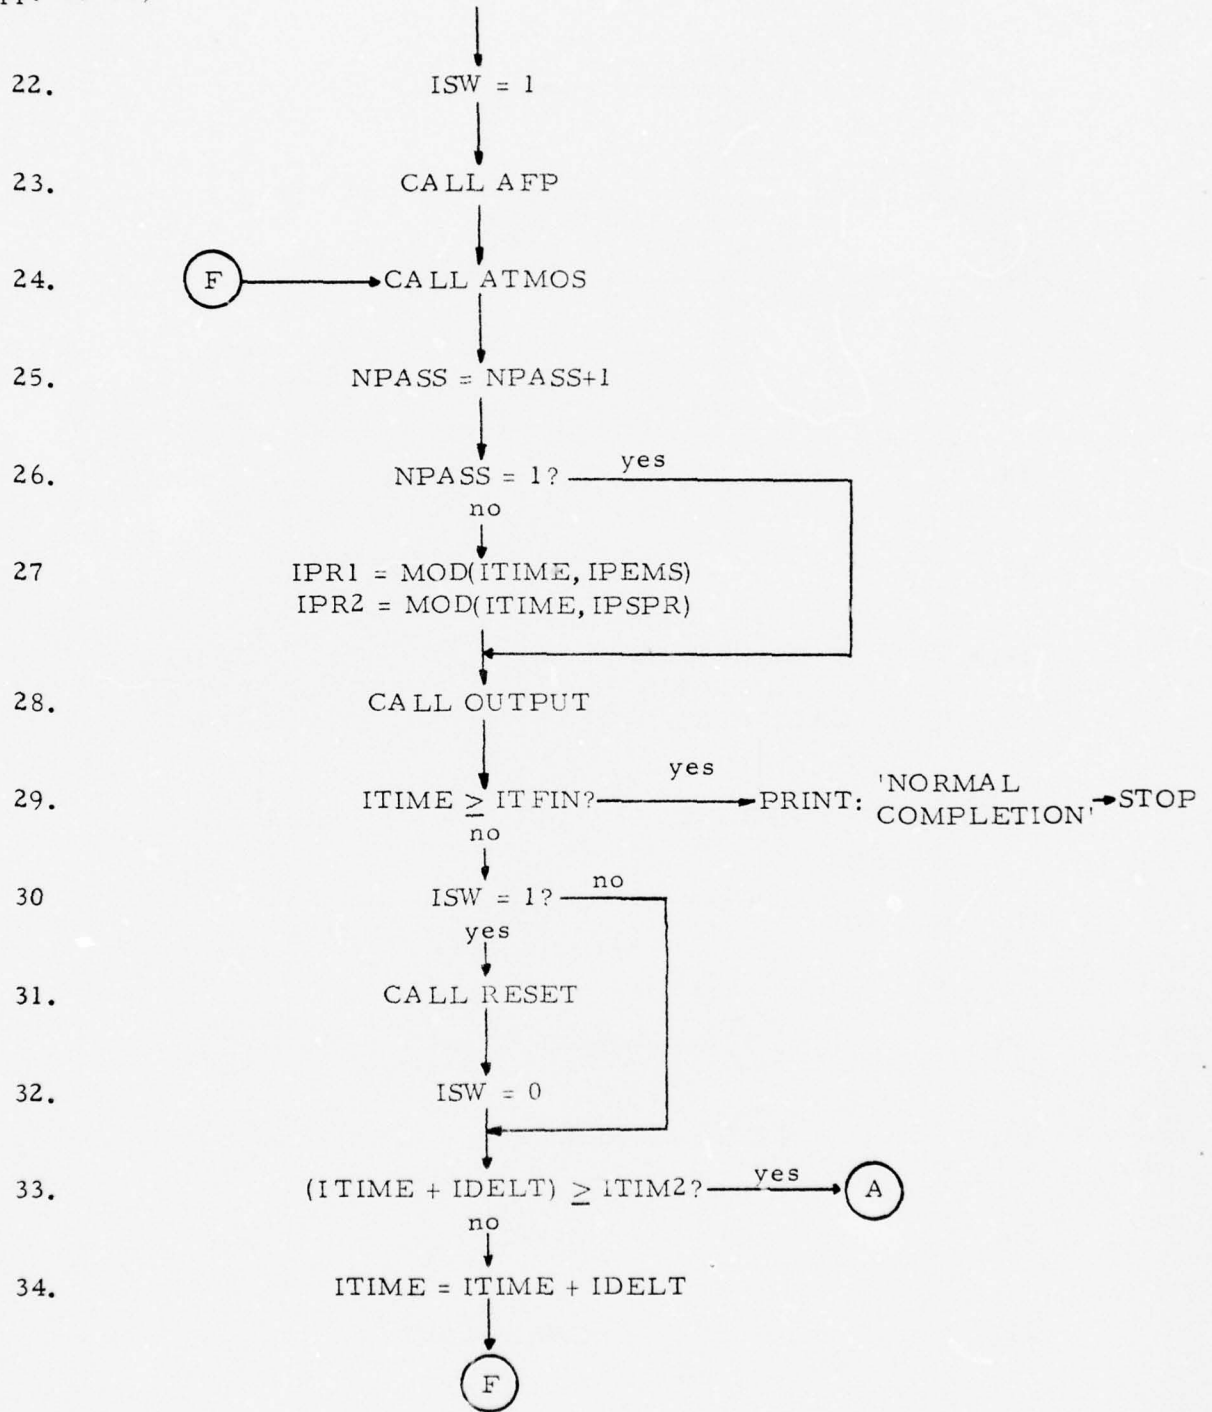 22. ISW = 1
23. CALL AFP
24. F CALL ATMOS
25. NPASS = NPASS+1
26. NPASS = 1? yes
no
27 IPR1 = MOD(ITIME, IPEMS)
IPR2 = MOD(ITIME, IPSPR)
28. CALL OUTPUT
29. ITIME ≥ ITFIN? yes PRINT: 'NORMAL COMPLETION' STOP
no
30 ISW = 1? no
yes
31. CALL RESET
32. ISW = 0
33. (ITIME + IDELT) ≥ ITIM2? yes A
no
34. ITIME = ITIME + IDELT
F